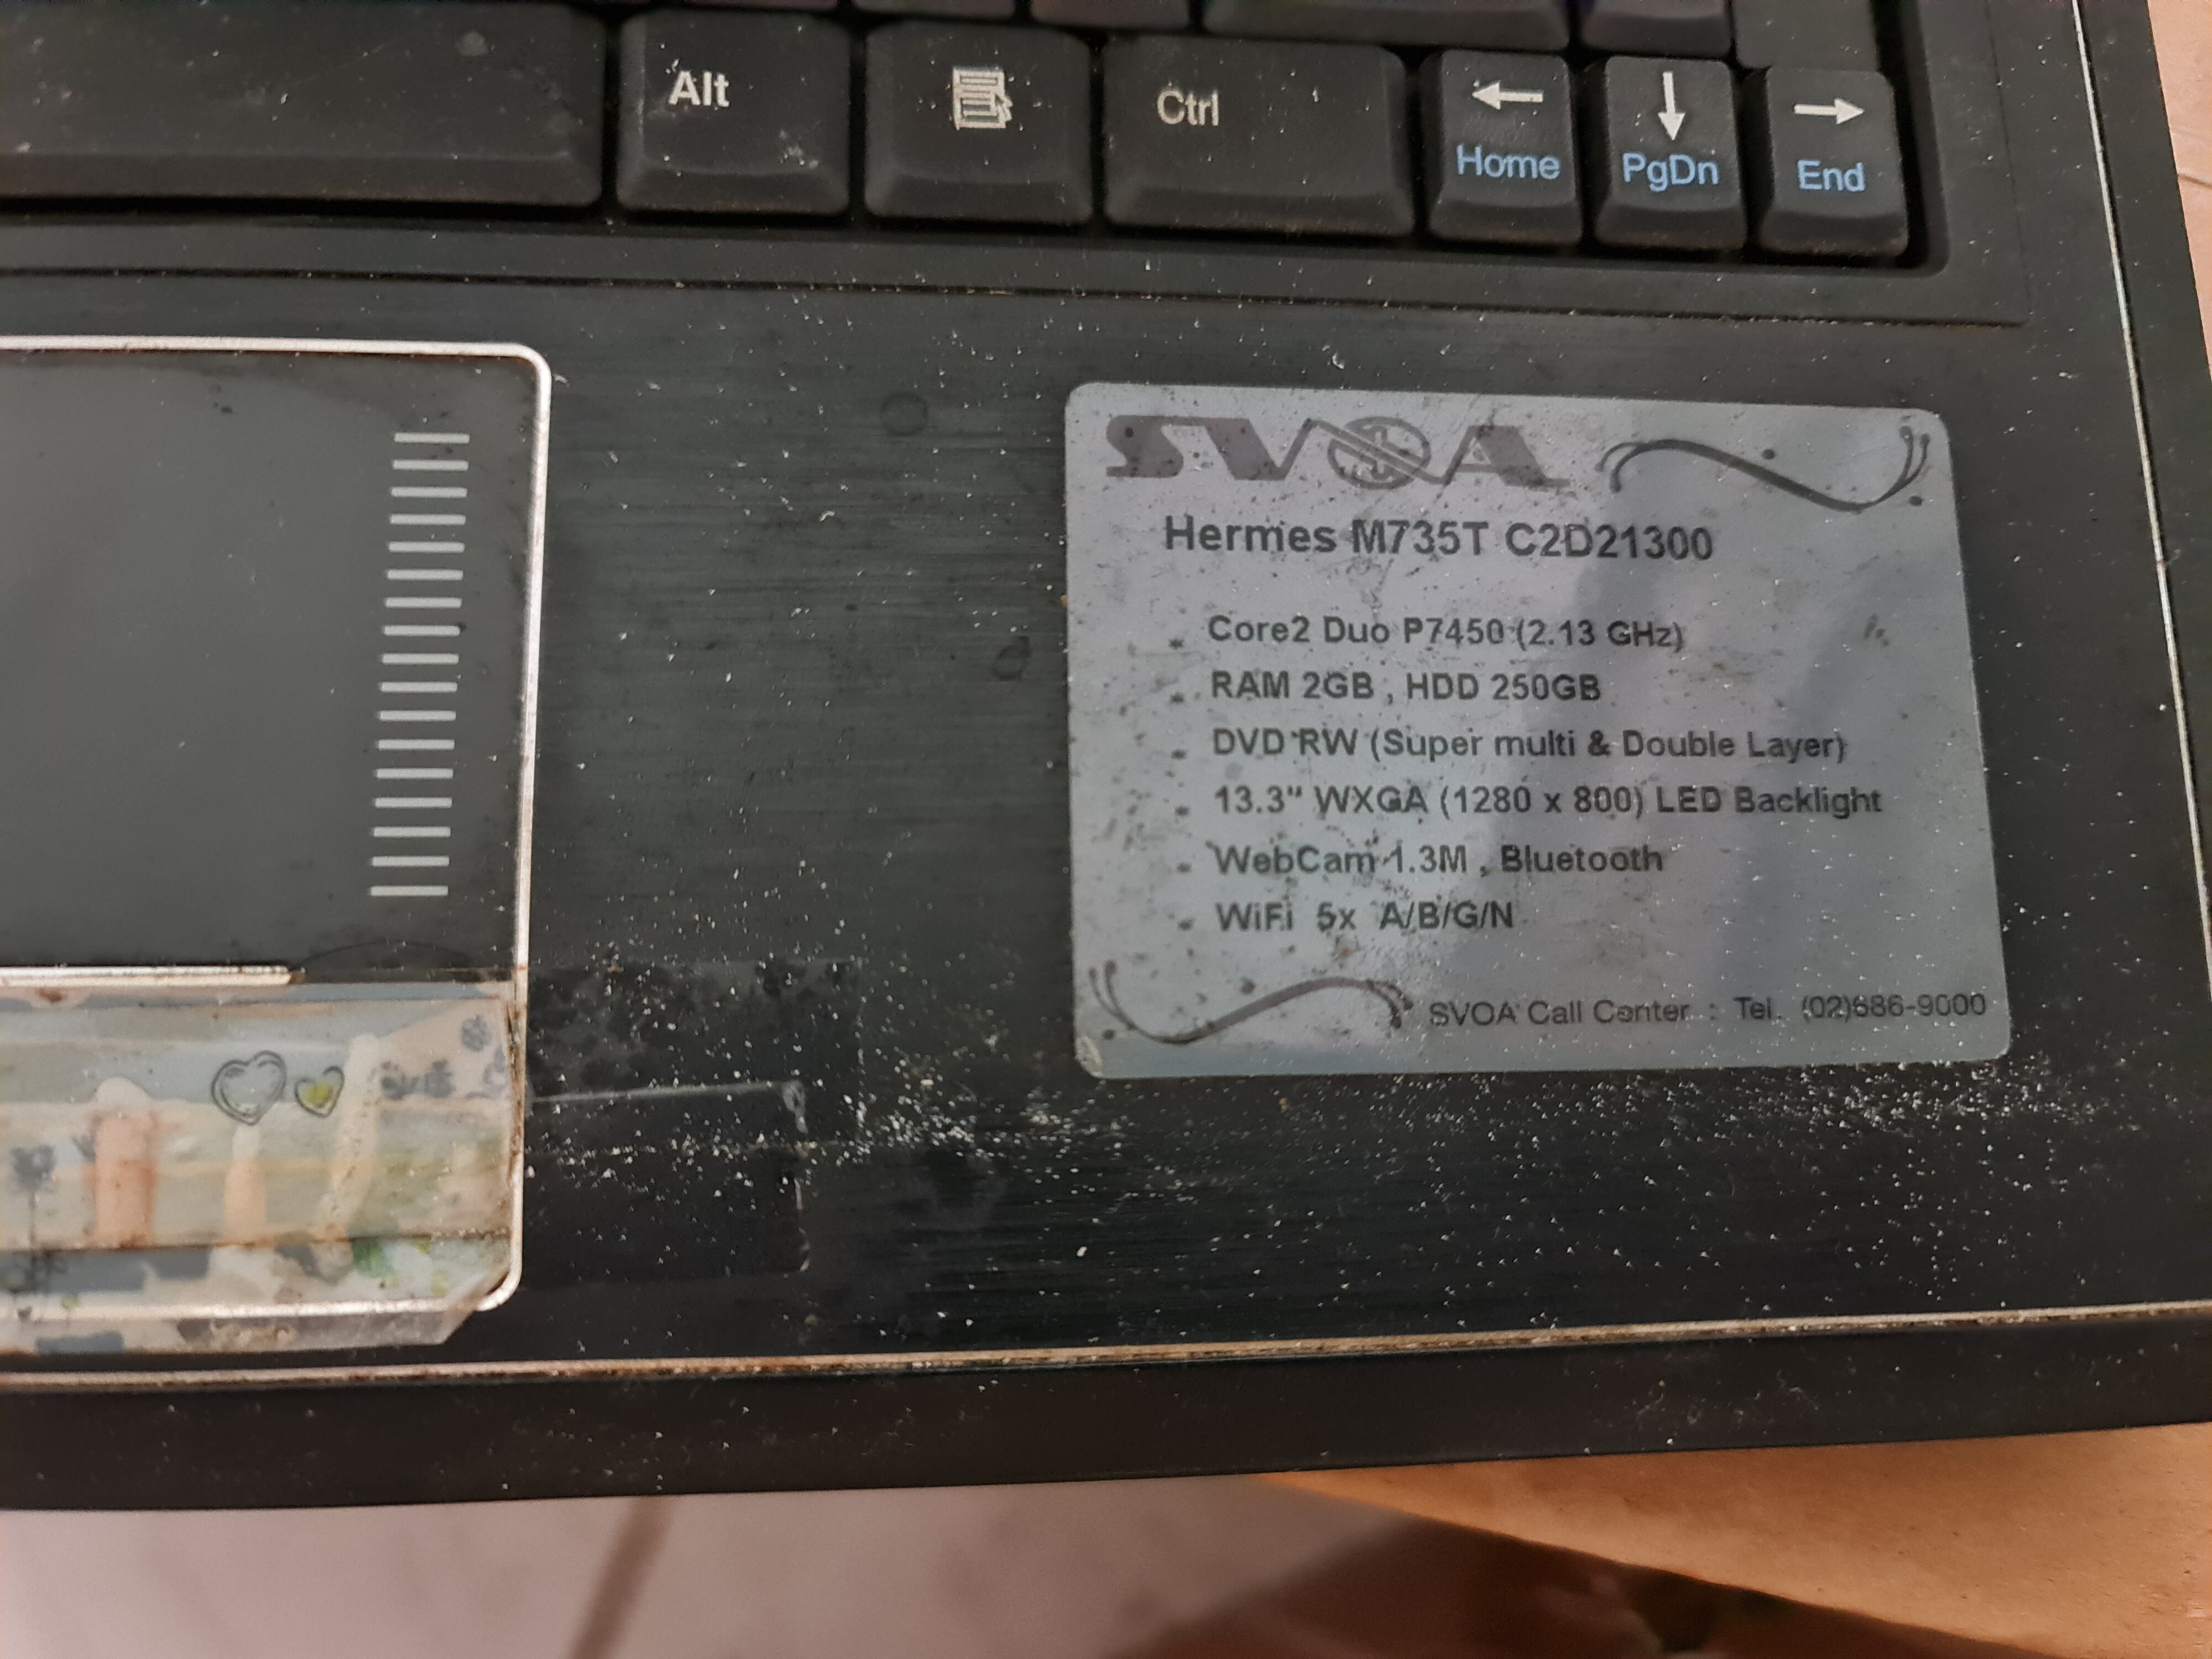 Alt
Ctrl
Home
PgDn
End
SVOA
Hermes M735T C2D21300
Core2 Duo P7450 (2.13 GHz)
RAM 2GB , HDD 250GB
DVD RW (Super multi & Double Layer)
13.3" WXGA (1280 x 800) LED Backlight
WebCam 1.3M , Bluetooth
WiFi 5x A/B/G/N
SVOA Call Center : Tel. (02)686-9000